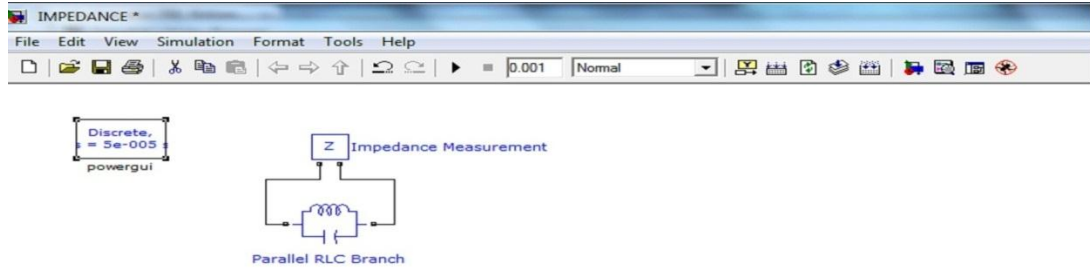 IMPEDANCE *
File Edit View Simulation Format Tools Help
0.001 Normal
Discrete,
s = 5e-005 s
powergui
Z Impedance Measurement
Parallel RLC Branch